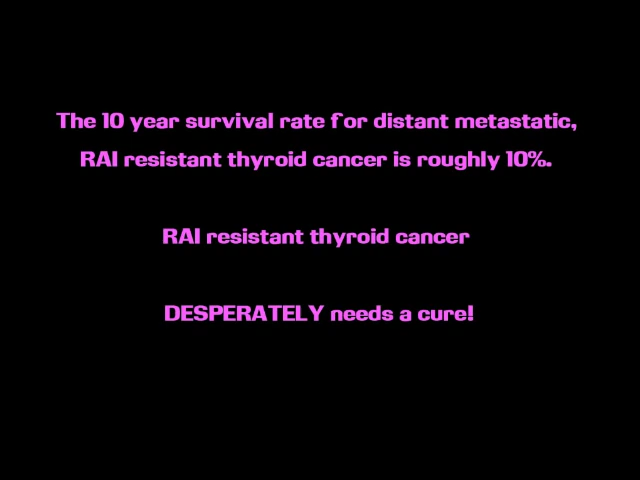 The 10 year survival rate for distant metastatic,
RAI resistant thyroid cancer is roughly 10%.
RAI resistant thyroid cancer
DESPERATELY needs a cure!